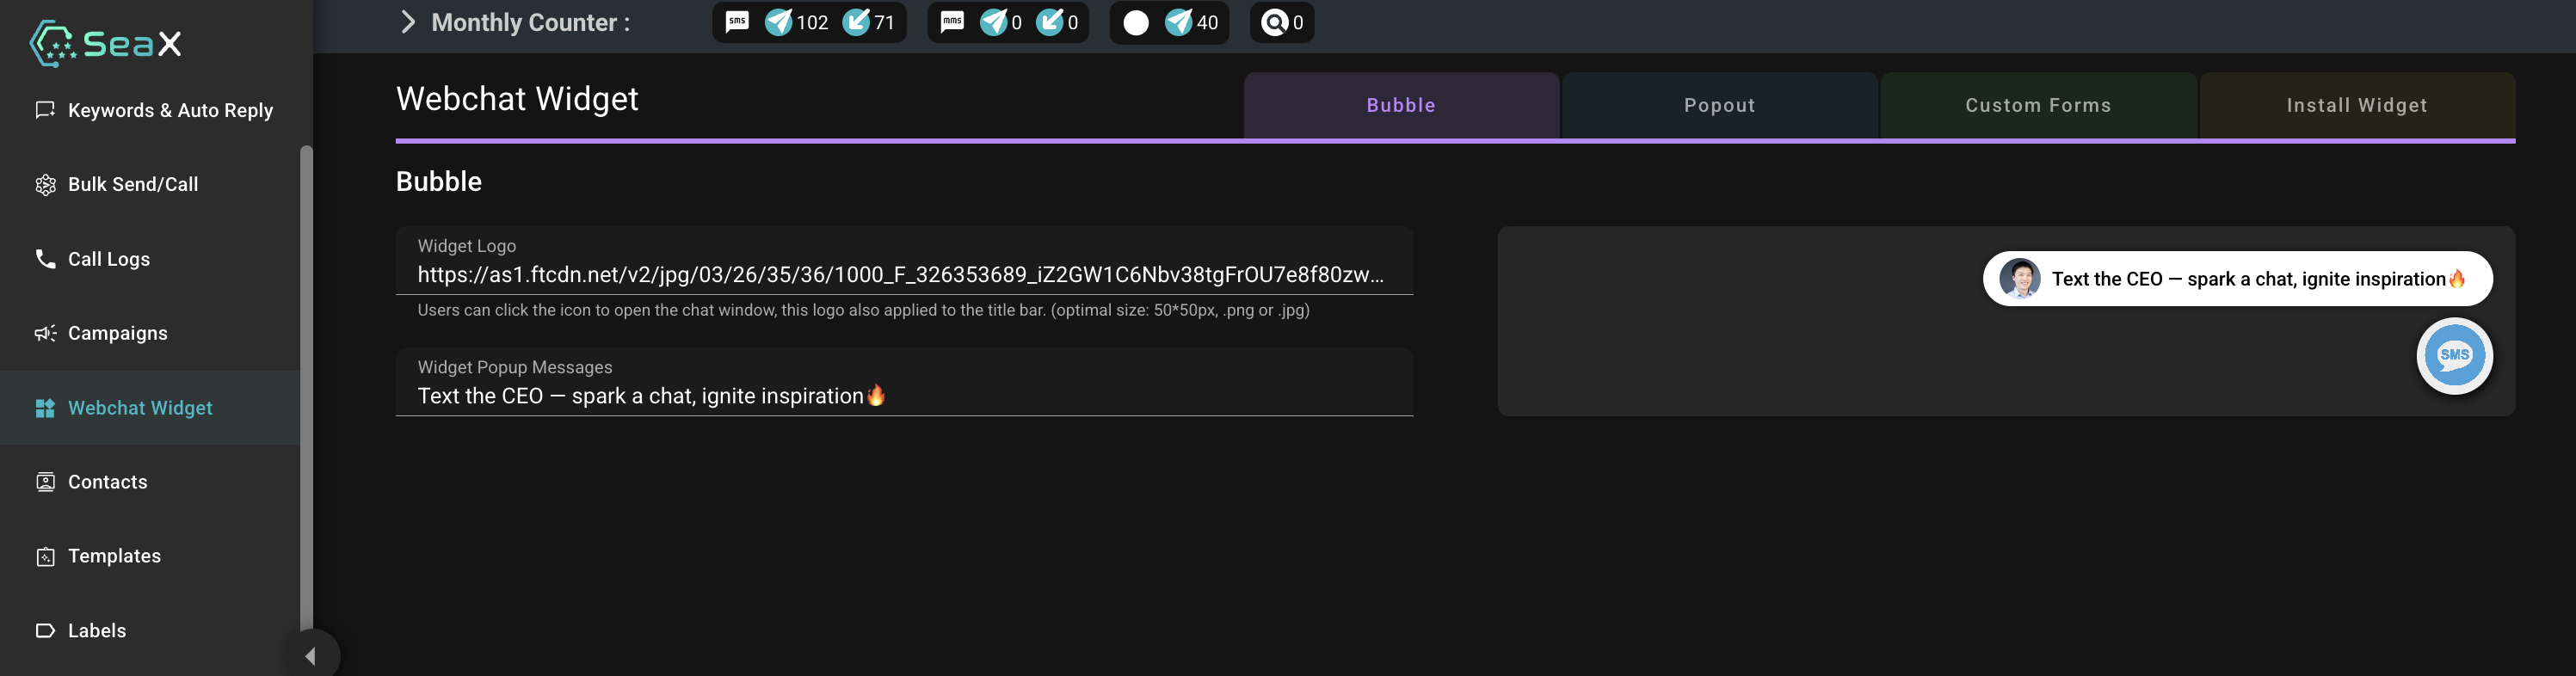 SeaX
Keywords & Auto Reply
Bulk Send/Call
Call Logs
Campaigns
Webchat Widget
Contacts
Templates
Labels
Monthly Counter :
sms 102 71
mms 0 0
40
0
Webchat Widget
Bubble
Popout
Custom Forms
Install Widget
Bubble
Widget Logo
https://as1.ftcdn.net/v2/jpg/03/26/35/36/1000_F_326353689_iZ2GW1C6Nbv38tgFrOU7e8f80zw...
Users can click the icon to open the chat window, this logo also applied to the title bar. (optimal size: 50*50px, .png or .jpg)
Widget Popup Messages
Text the CEO — spark a chat, ignite inspiration🔥
Text the CEO — spark a chat, ignite inspiration🔥
SMS